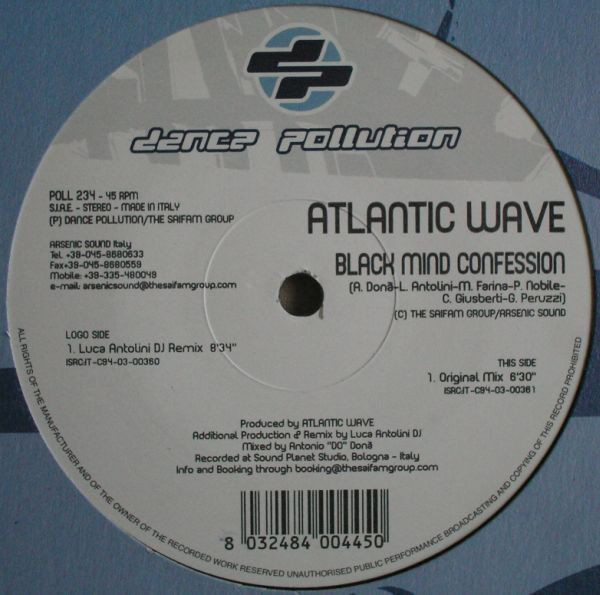 dp
dance pollution
POLL 234 - 45 RPM
S.I.A.E. - STEREO - MADE IN ITALY
(P) DANCE POLLUTION/THE SAIFAM GROUP
ARSENIC SOUND Italy
Tel. +39-045-8680633
Fax+39-045-8680559
Mobile: +39-335-480049
e-mail: arsenicsound@thesaifamgroup.com
ATLANTIC WAVE
BLACK MIND CONFESSION
(A. Donà-L. Antolini-M. Farina-P. Nobile-
C. Giusberti-G. Peruzzi)
(C) THE SAIFAM GROUP/ARSENIC SOUND
LOGO SIDE
1. Luca Antolini DJ Remix 8'34"
ISRC:IT-C94-03-00360
THIS SIDE
1. Original Mix 6'30"
ISRC:IT-C94-03-00361
Produced by ATLANTIC WAVE
Additional Production & Remix by Luca Antolini DJ
Mixed by Antonio "DO" Donà
Recorded at Sound Planet Studio, Bologna - Italy
Info and Booking through booking@thesaifamgroup.com
8 032484 004450
ALL RIGHTS OF THE MANUFACTURER AND OF THE OWNER OF THE RECORDED WORK RESERVED UNAUTHORISED PUBLIC PERFORMANCE BROADCASTING AND COPYING OF THIS RECORD PROHIBITED